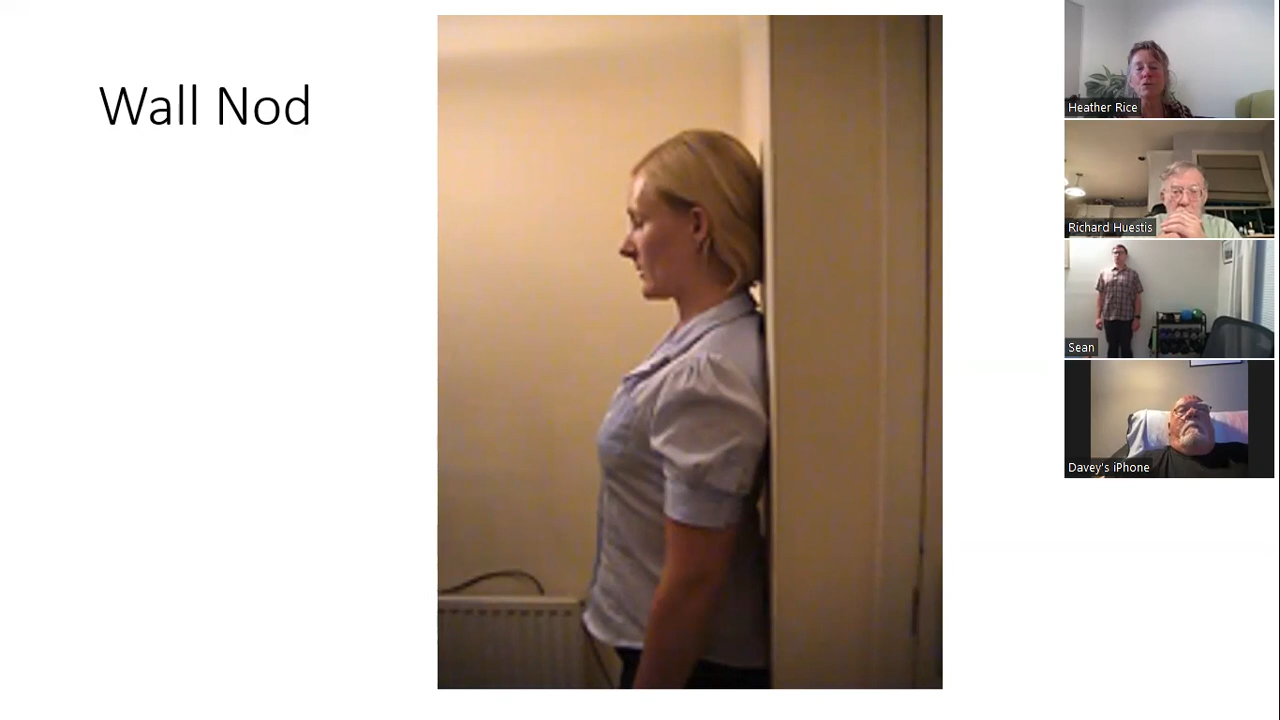 Wall Nod
Heather Rice
Richard Huestis
Sean
Davey's iPhone